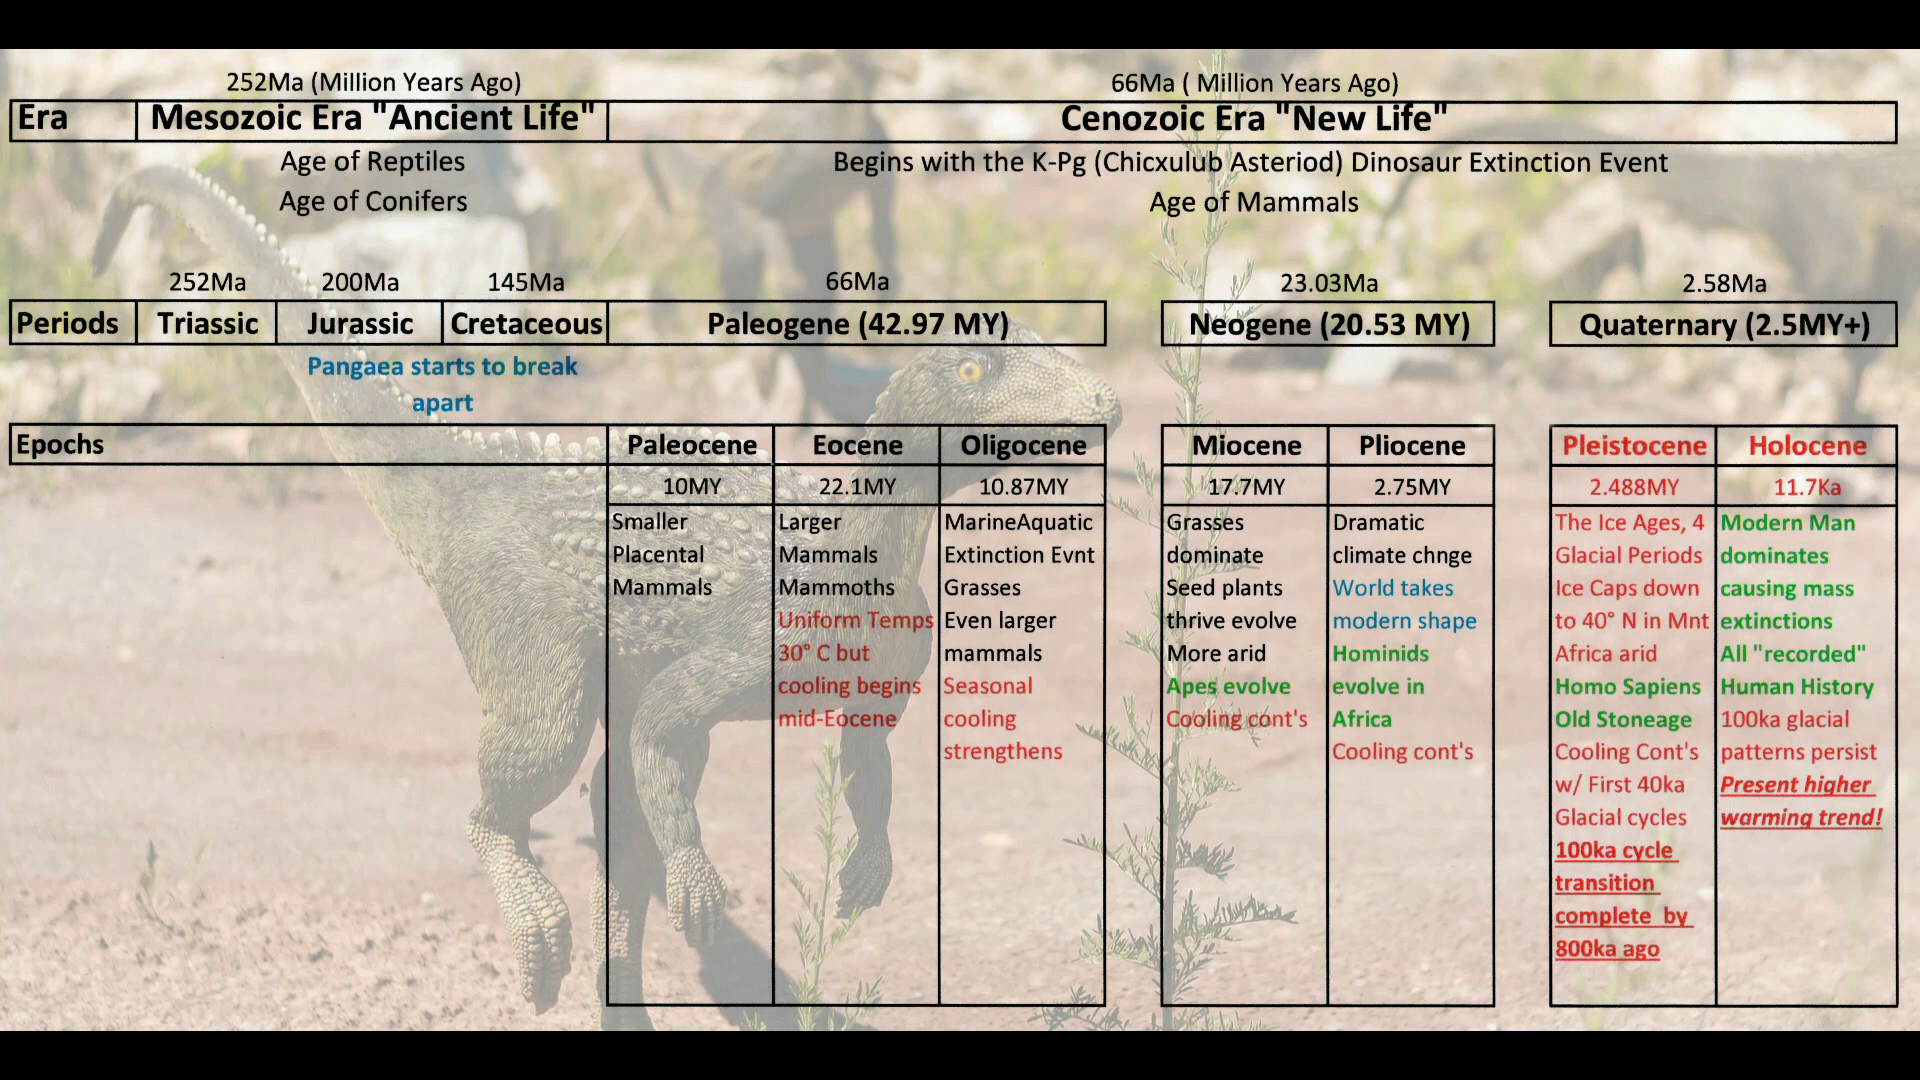 252Ma (Million Years Ago)
66Ma ( Million Years Ago)
Era
Mesozoic Era "Ancient Life"
Cenozoic Era "New Life"
Age of Reptiles
Age of Conifers
Begins with the K-Pg (Chicxulub Asteriod) Dinosaur Extinction Event
Age of Mammals
252Ma
200Ma
145Ma
66Ma
23.03Ma
2.58Ma
Periods
Triassic
Jurassic
Cretaceous
Paleogene (42.97 MY)
Neogene (20.53 MY)
Quaternary (2.5MY+)
Pangaea starts to break
apart
Epochs
Paleocene
Eocene
Oligocene
Miocene
Pliocene
Pleistocene
Holocene
10MY
22.1MY
10.87MY
17.7MY
2.75MY
2.488MY
11.7Ka
Smaller
Placental
Mammals
Larger
Mammals
Mammoths
Uniform Temps
30° C but
cooling begins
mid-Eocene
MarineAquatic
Extinction Evnt
Grasses
Even larger
mammals
Seasonal
cooling
strengthens
Grasses
dominate
Seed plants
thrive evolve
More arid
Apes evolve
Cooling cont's
Dramatic
climate chnge
World takes
modern shape
Hominids
evolve in
Africa
Cooling cont's
The Ice Ages, 4
Glacial Periods
Ice Caps down
to 40° N in Mnt
Africa arid
Homo Sapiens
Old Stoneage
Cooling Cont's
w/ First 40ka
Glacial cycles
100ka cycle
transition
complete by
800ka ago
Modern Man
dominates
causing mass
extinctions
All "recorded"
Human History
100ka glacial
patterns persist
Present higher
warming trend!